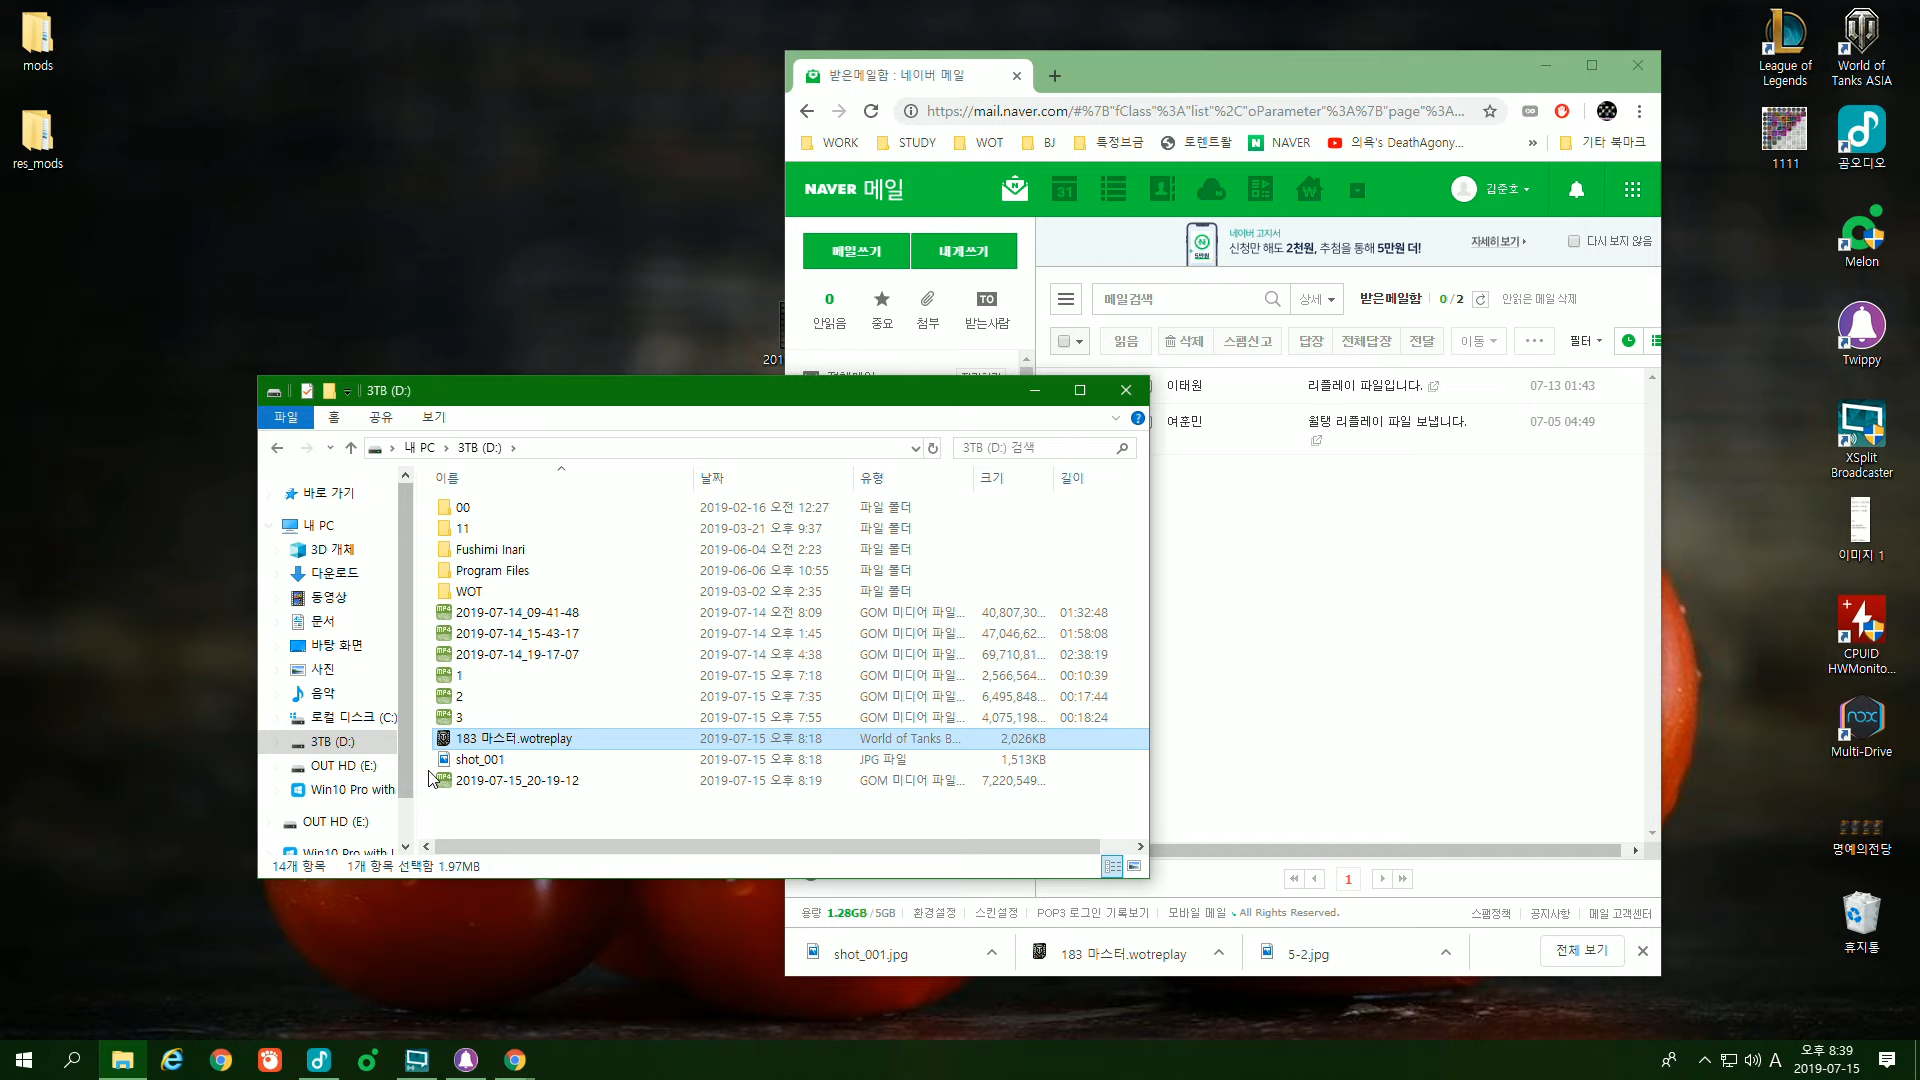 mods
res_mods
League of
Legends
World of
Tanks ASIA
1111
곰오디오
Melon
Twippy
XSplit
Broadcaster
이미지 1
CPUID
HWMonito...
Multi-Drive
명예의전당
휴지통
201
받은메일함 : 네이버 메일
https://mail.naver.com/#%7B"fClass"%3A"list"%2C"oParameter"%3A%7B"page"%3A...
WORK STUDY WOT BJ 특정브금 토렌트왈 NAVER 의욱's DeathAgony... » 기타 북마크
NAVER 메일
31
김준호
메일쓰기 내게쓰기
네이버 고지서
신청만 해도 2천원, 추첨을 통해 5만원 더!
자세히 보기
다시 보지 않음
0
안읽음 중요 첨부 받는사람
TO
메일검색 상세 받은메일함 0/2 안읽은 메일 삭제
읽음 삭제 스팸신고 답장 전체답장 전달 이동 필터
이태원 리플레이 파일입니다. 07-13 01:43
여훈민 월탱 리플레이 파일 보냅니다. 07-05 04:49
1
용량 1.28GB / 5GB 환경설정 스킨설정 POP3 로그인 기록보기 모바일 메일 All Rights Reserved. 스팸정책 공지사항 메일 고객센터
shot_001.jpg 183 마스터.wotreplay 5-2.jpg 전체 보기
3TB (D:)
파일 홈 공유 보기
내 PC 3TB (D:)
3TB (D:) 검색
이름 날짜 유형 크기 길이
바로 가기
내 PC
3D 개체
다운로드
동영상
문서
바탕 화면
사진
음악
로컬 디스크 (C:)
3TB (D:)
OUT HD (E:)
Win10 Pro with
OUT HD (E:)
Win10 Pro with
00 2019-02-16 오전 12:27 파일 폴더
11 2019-03-21 오후 9:37 파일 폴더
Fushimi Inari 2019-06-04 오전 2:23 파일 폴더
Program Files 2019-06-06 오후 10:55 파일 폴더
WOT 2019-03-02 오후 2:35 파일 폴더
2019-07-14_09-41-48 2019-07-14 오전 8:09 GOM 미디어 파일... 40,807,30... 01:32:48
2019-07-14_15-43-17 2019-07-14 오후 1:45 GOM 미디어 파일... 47,046,62... 01:58:08
2019-07-14_19-17-07 2019-07-14 오후 4:38 GOM 미디어 파일... 69,710,81... 02:38:19
1 2019-07-15 오후 7:18 GOM 미디어 파일... 2,566,564... 00:10:39
2 2019-07-15 오후 7:35 GOM 미디어 파일... 6,495,848... 00:17:44
3 2019-07-15 오후 7:55 GOM 미디어 파일... 4,075,198... 00:18:24
183 마스터.wotreplay 2019-07-15 오후 8:18 World of Tanks B... 2,026KB
shot_001 2019-07-15 오후 8:18 JPG 파일 1,513KB
2019-07-15_20-19-12 2019-07-15 오후 8:19 GOM 미디어 파일... 7,220,549...
14개 항목 1개 항목 선택함 1.97MB
A
오후 8:39
2019-07-15